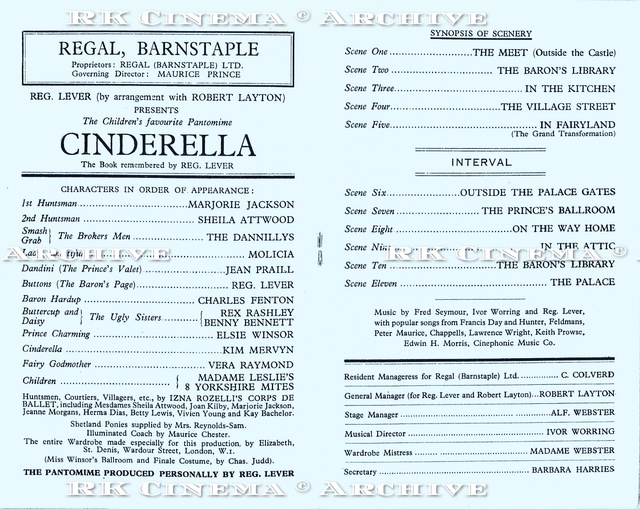 RK Cinema © Archive
RK Cinema © Archive
REGAL, BARNSTAPLE
Proprietors: REGAL (BARNSTAPLE) LTD.
Governing Director: MAURICE PRINCE
REG. LEVER (by arrangement with ROBERT LAYTON)
PRESENTS
The Children's favourite Pantomime
CINDERELLA
The Book remembered by REG. LEVER
CHARACTERS IN ORDER OF APPEARANCE:
1st Huntsman ... MARJORIE JACKSON
2nd Huntsman ... SHEILA ATTWOOD
Smash
Grab } The Brokers Men ... THE DANNILLYS
MOLICIA
Dandini (The Prince's Valet) ... JEAN PRAILL
Buttons (The Baron's Page) ... REG. LEVER
Baron Hardup ... CHARLES FENTON
Buttercup and } The Ugly Sisters ... { REX RASHLEY
Daisy BENNY BENNETT
Prince Charming ... ELSIE WINSOR
Cinderella ... KIM MERVYN
Fairy Godmother ... VERA RAYMOND
Children ... { MADAME LESLIE'S
8 YORKSHIRE MITES
Huntsmen, Courtiers, Villagers, etc., by IZNA ROZELLI'S CORPS DE
BALLET, including Mesdames Sheila Attwood, Joan Kilby, Marjorie Jackson,
Jeanne Morgans, Herma Dias, Betty Lewis, Vivien Young and Kay Bachelor.
Shetland Ponies supplied by Mrs. Reynolds-Sam.
Illuminated Coach by Maurice Chester.
The entire Wardrobe made especially for this production by, Elizabeth,
St. Denis, Wardour Street, London, W.1.
(Miss Winsor's Ballroom and Finale Costume, by Chas. Judd).
THE PANTOMIME PRODUCED PERSONALLY BY REG. LEVER
SYNOPSIS OF SCENERY
Scene One ... THE MEET (Outside the Castle)
Scene Two ... THE BARON'S LIBRARY
Scene Three ... IN THE KITCHEN
Scene Four ... THE VILLAGE STREET
Scene Five ... IN FAIRYLAND
(The Grand Transformation)
INTERVAL
Scene Six ... OUTSIDE THE PALACE GATES
Scene Seven ... THE PRINCE'S BALLROOM
Scene Eight ... ON THE WAY HOME
Scene Nine ... IN THE ATTIC
Scene Ten ... THE BARON'S LIBRARY
Scene Eleven ... THE PALACE
Music by Fred Seymour, Ivor Worring and Reg. Lever,
with popular songs from Francis Day and Hunter, Feldmans,
Peter Maurice, Chappells, Lawrence Wright, Keith Prowse,
Edwin H. Morris, Cinephonic Music Co.
Resident Manageress for Regal (Barnstaple) Ltd. ... C. COLVERD
General Manager (for Reg. Lever and Robert Layton) ... ROBERT LAYTON
Stage Manager ... ALF. WEBSTER
Musical Director ... IVOR WORRING
Wardrobe Mistress ... MADAME WEBSTER
Secretary ... BARBARA HARRIES
Archive
RK Cinema ©
RK Cinema © Archive
RK Cinema © Archive